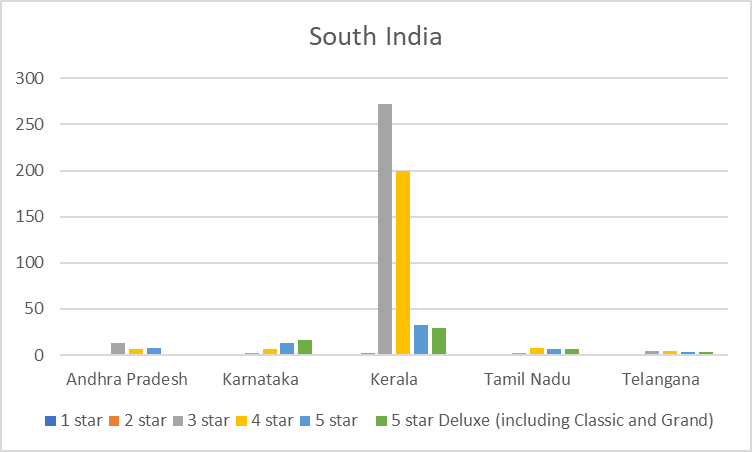 South India
300
250
200
150
100
50
0
Andhra Pradesh Karnataka Kerala Tamil Nadu Telangana
1 star 2 star 3 star 4 star 5 star 5 star Deluxe (including Classic and Grand)